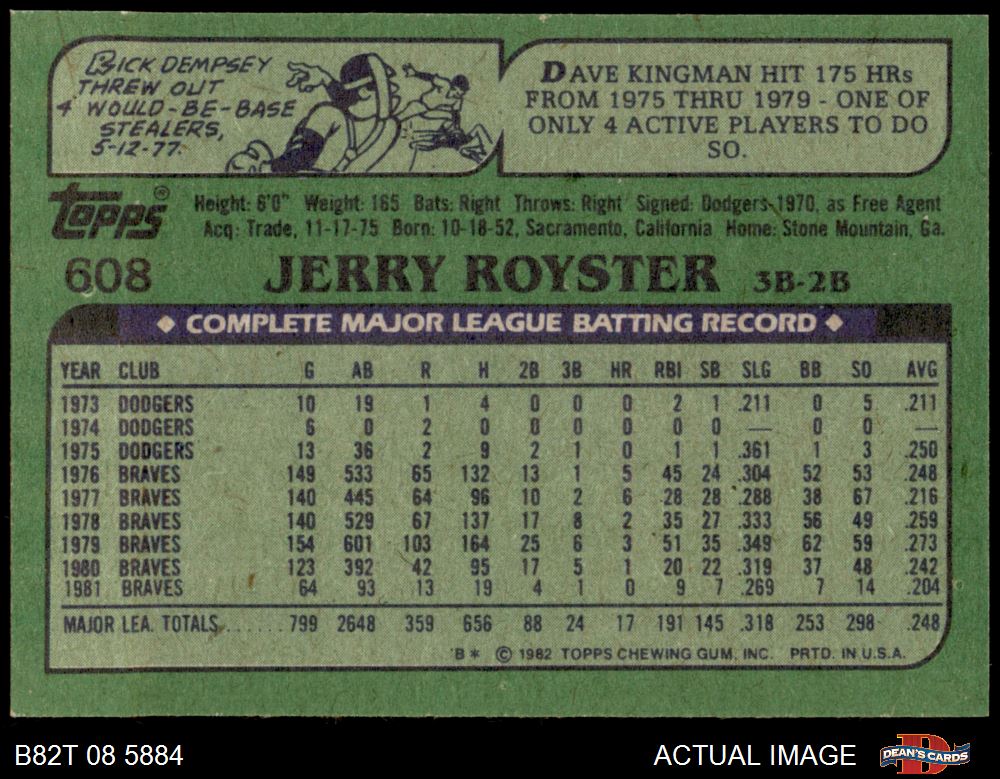 RICK DEMPSEY
THREW OUT
4 WOULD-BE-BASE
STEALERS,
5-12-77.
DAVE KINGMAN HIT 175 HRs
FROM 1975 THRU 1979 - ONE OF
ONLY 4 ACTIVE PLAYERS TO DO
SO.
Topps®
Height: 6'0" Weight: 165 Bats: Right Throws: Right Signed: Dodgers-1970, as Free Agent
Acq: Trade, 11-17-75 Born: 10-18-52, Sacramento, California Home: Stone Mountain, Ga.
608 JERRY ROYSTER 3B-2B
◆ COMPLETE MAJOR LEAGUE BATTING RECORD ◆
YEAR CLUB G AB R H 2B 3B HR RBI SB SLG BB SO AVG
1973 DODGERS 10 19 1 4 0 0 0 2 1 .211 0 5 .211
1974 DODGERS 6 0 2 0 0 0 0 0 0 — 0 0 —
1975 DODGERS 13 36 2 9 2 1 0 1 1 .361 1 3 .250
1976 BRAVES 149 533 65 132 13 1 5 45 24 .304 52 53 .248
1977 BRAVES 140 445 64 96 10 2 6 28 28 .288 38 67 .216
1978 BRAVES 140 529 67 137 17 8 2 35 27 .333 56 49 .259
1979 BRAVES 154 601 103 164 25 6 3 51 35 .349 62 59 .273
1980 BRAVES 123 392 42 95 17 5 1 20 22 .319 37 48 .242
1981 BRAVES 64 93 13 19 4 1 0 9 7 .269 7 14 .204
MAJOR LEA. TOTALS....... 799 2648 359 656 88 24 17 191 145 .318 253 298 .248
'B* © 1982 TOPPS CHEWING GUM, INC. PRTD. IN U.S.A.
B82T 08 5884 ACTUAL IMAGE DEAN'S CARDS